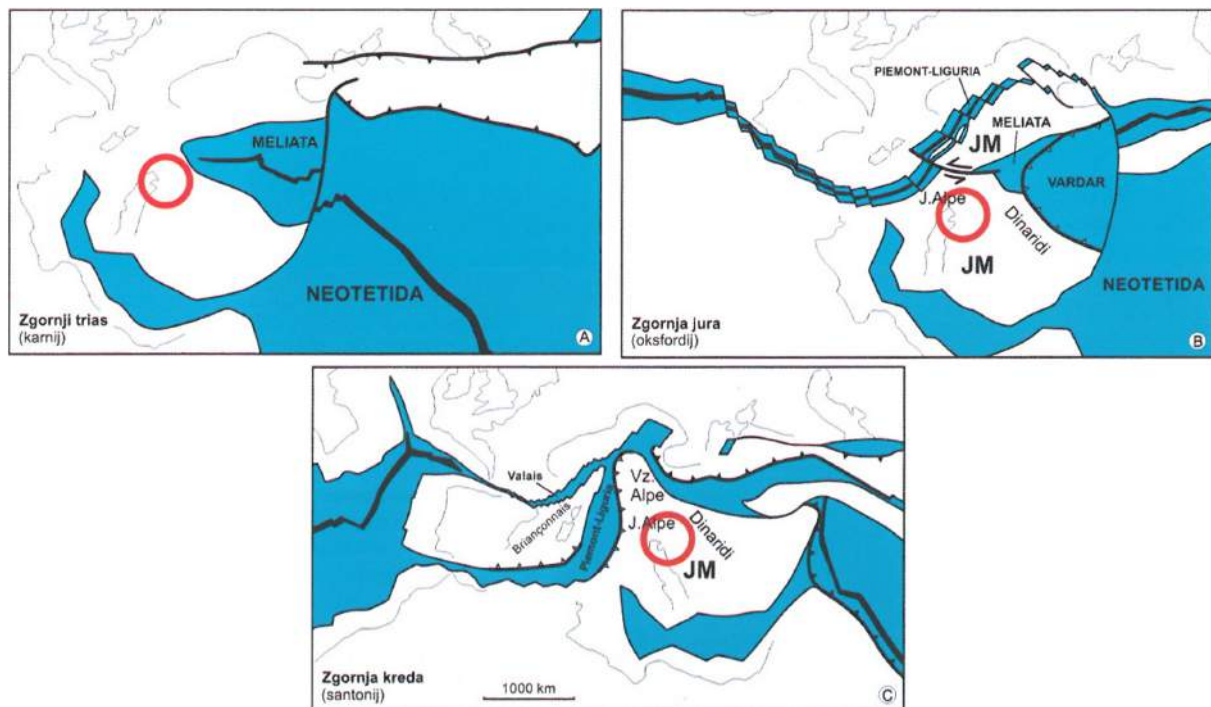 MELIATA
NEOTETIDA
Zgornji trias
(karnij)
A
PIEMONT-LIGURIA
JM
MELIATA
VARDAR
J.Alpe
Dinaridi
JM
NEOTETIDA
Zgornja jura
(oksfordij)
B
Valais
Briançonnais
Piemont-Liguria
Vz.
Alpe
J.Alpe
Dinaridi
JM
Zgornja kreda
(santonij)
1000 km
C